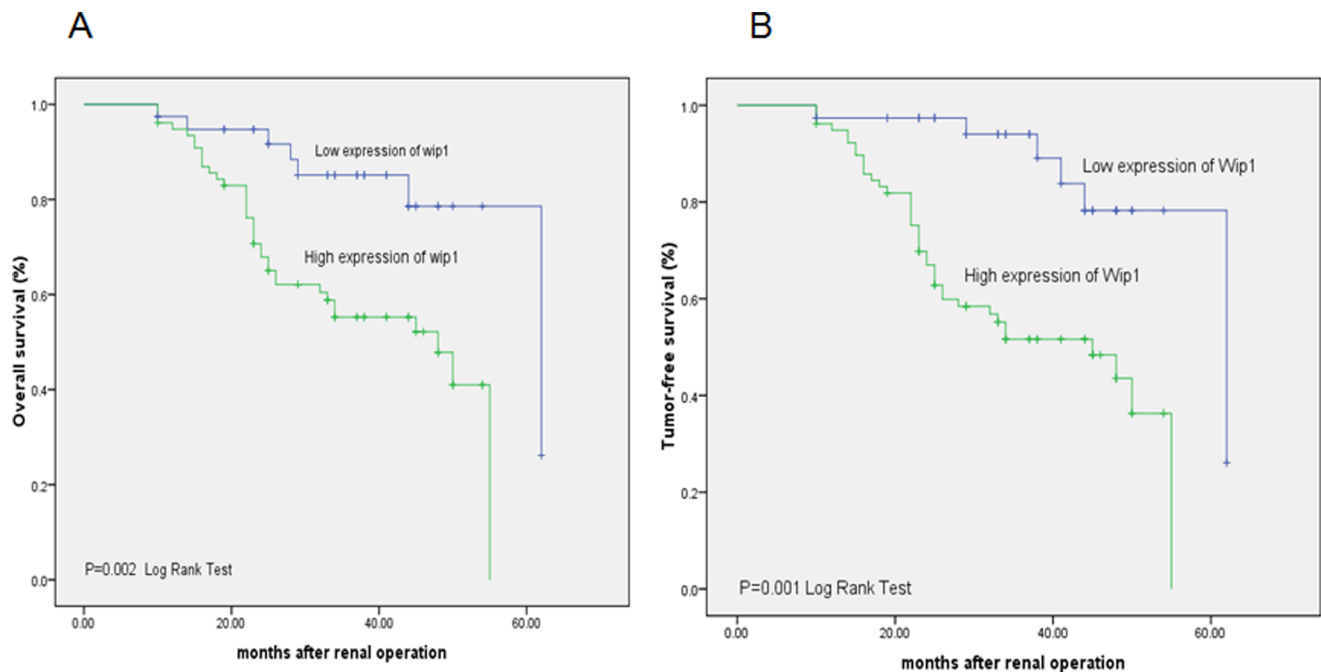 A
Overall survival (%)
1.0
0.8
0.6
0.4
0.2
0.0
Low expression of wip1
High expression of wip1
P=0.002 Log Rank Test
0.00 20.00 40.00 60.00
months after renal operation
B
Tumor-free survival (%)
1.0
0.8
0.6
0.4
0.2
0.0
Low expression of Wip1
High expression of Wip1
P=0.001 Log Rank Test
0.00 20.00 40.00 60.00
months after renal operation